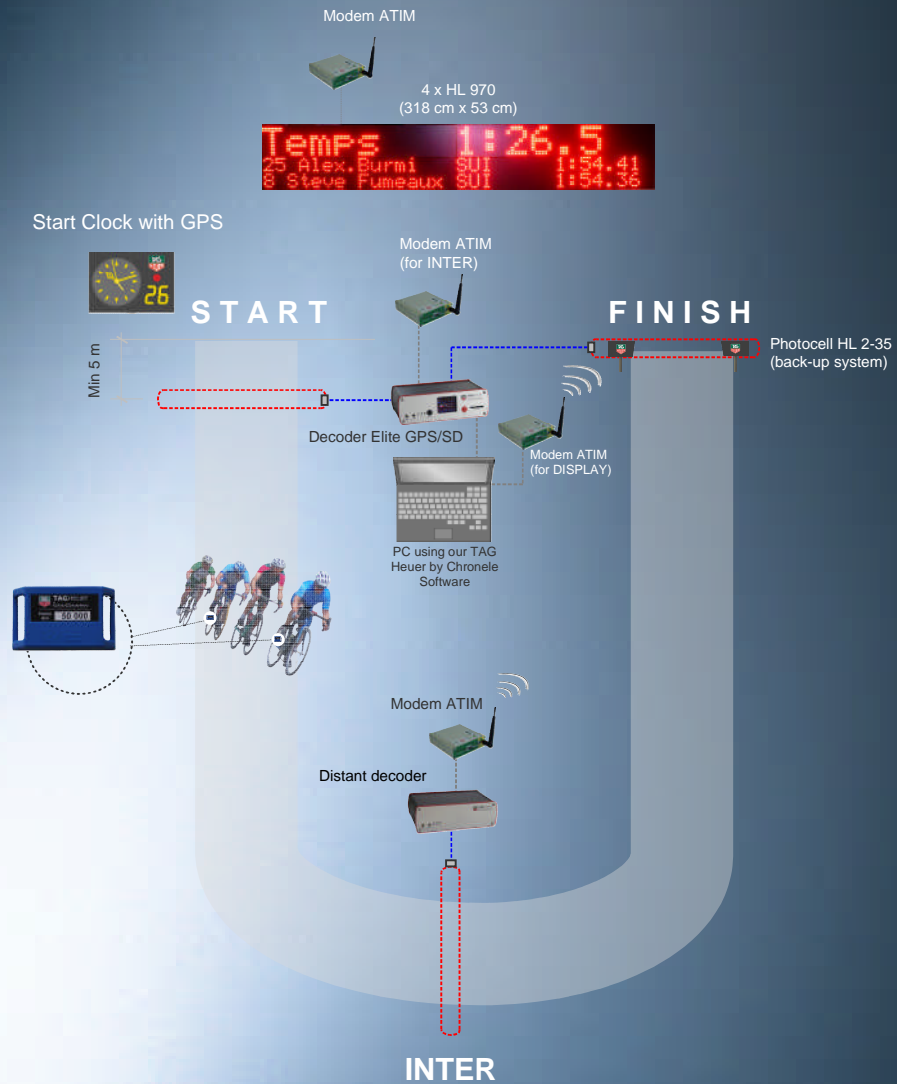 Modem ATIM
4 x HL 970
(318 cm x 53 cm)
Temps 1:26.5
25 Alex.Burmi SUI 1:54.41
8 Steve Fumeaux SUI 1:54.36
Start Clock with GPS
26
Modem ATIM
(for INTER)
START
FINISH
Min 5 m
Photocell HL 2-35
(back-up system)
Decoder Elite GPS/SD
Modem ATIM
(for DISPLAY)
PC using our TAG
Heuer by Chronele
Software
TAGHEUER
50 000
Modem ATIM
Distant decoder
INTER